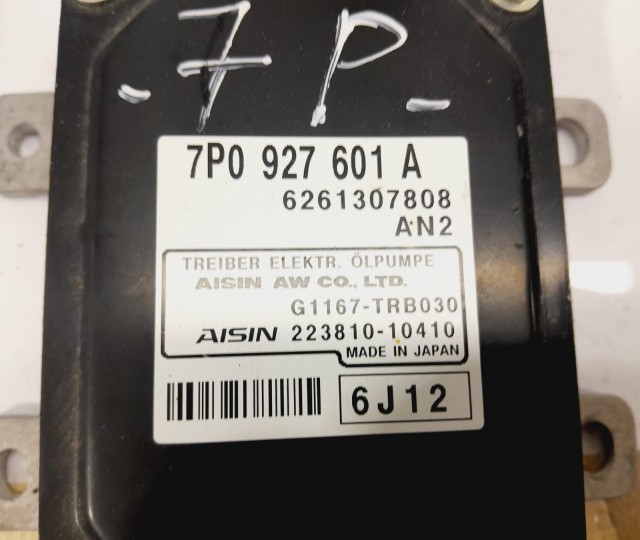 - 7 P -
7P0 927 601 A
6261307808
AN2
TREIBER ELEKTR. ÖLPUMPE
AISIN AW CO., LTD.
G1167-TRB030
AISIN 223810-10410
MADE IN JAPAN
6J12